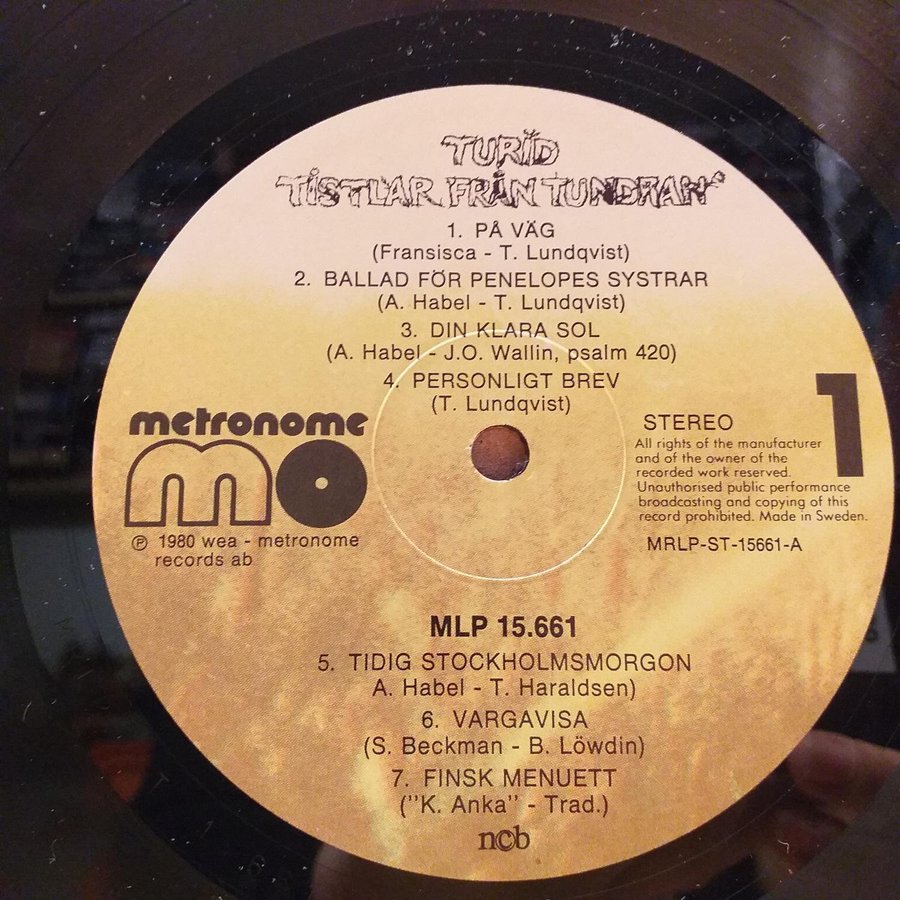 TURID
TISTLAR FRÅN TUNDRAN
1. PÅ VÄG
(Fransisca - T. Lundqvist)
2. BALLAD FÖR PENELOPES SYSTRAR
(A. Habel - T. Lundqvist)
3. DIN KLARA SOL
(A. Habel - J.O. Wallin, psalm 420)
4. PERSONLIGT BREV
(T. Lundqvist)
metronome
mo
℗ 1980 wea - metronome
records ab
STEREO
1
All rights of the manufacturer
and of the owner of the
recorded work reserved.
Unauthorised public performance
broadcasting and copying of this
record prohibited. Made in Sweden.
MRLP-ST-15661-A
MLP 15.661
5. TIDIG STOCKHOLMSMORGON
A. Habel - T. Haraldsen)
6. VARGAVISA
(S. Beckman - B. Löwdin)
7. FINSK MENUETT
("K. Anka" - Trad.)
ncb